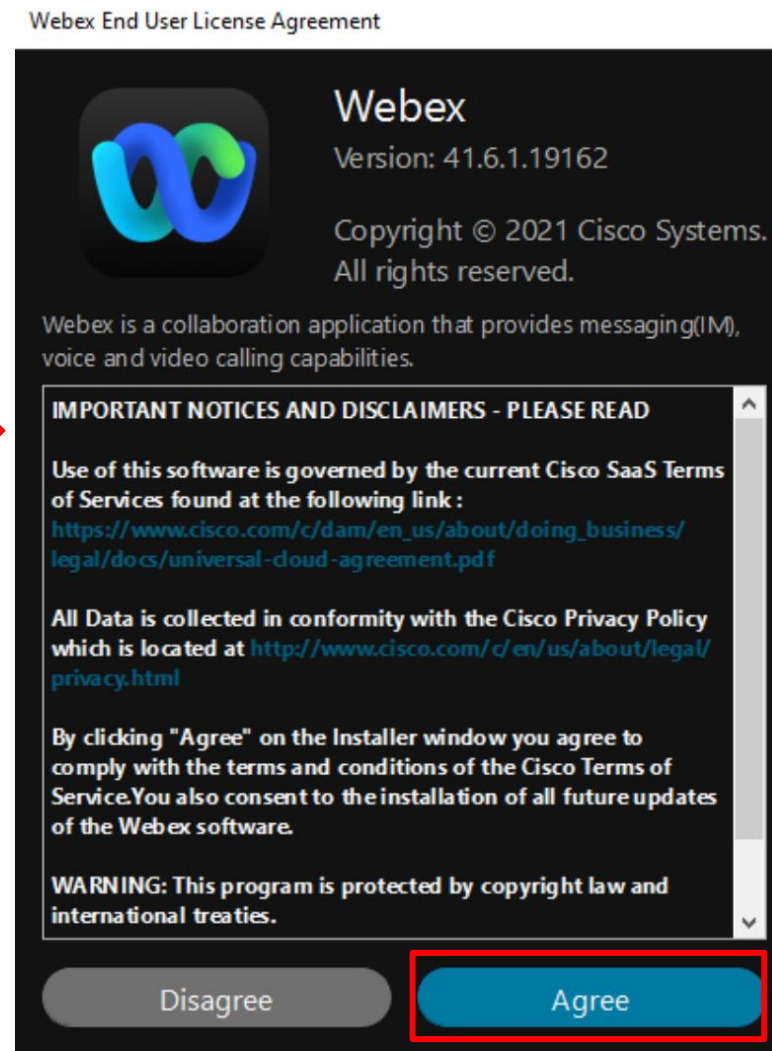 Webex End User License Agreement
Webex
Version: 41.6.1.19162
Copyright © 2021 Cisco Systems.
All rights reserved.
Webex is a collaboration application that provides messaging(IM),
voice and video calling capabilities.
IMPORTANT NOTICES AND DISCLAIMERS - PLEASE READ
Use of this software is governed by the current Cisco SaaS Terms
of Services found at the following link :
https://www.cisco.com/c/dam/en_us/about/doing_business/
legal/docs/universal-cloud-agreement.pdf
All Data is collected in conformity with the Cisco Privacy Policy
which is located at http://www.cisco.com/c/en/us/about/legal/
privacy.html
By clicking "Agree" on the Installer window you agree to
comply with the terms and conditions of the Cisco Terms of
Service.You also consent to the installation of all future updates
of the Webex software.
WARNING: This program is protected by copyright law and
international treaties.
Disagree
Agree